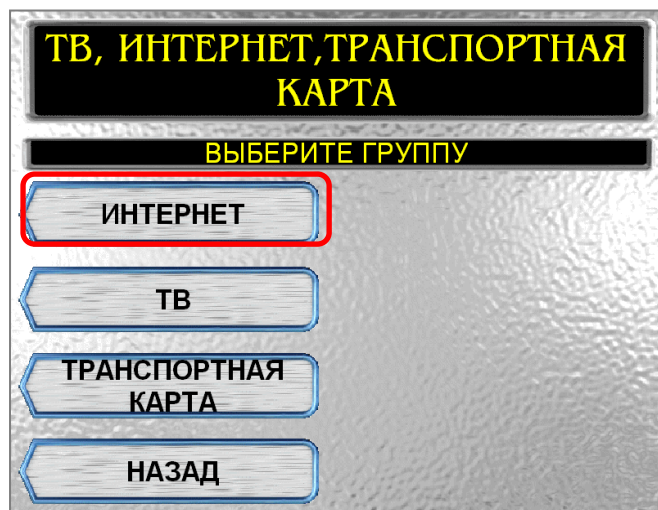 ТВ, ИНТЕРНЕТ,ТРАНСПОРТНАЯ
КАРТА
ВЫБЕРИТЕ ГРУППУ
ИНТЕРНЕТ
ТВ
ТРАНСПОРТНАЯ
КАРТА
НАЗАД